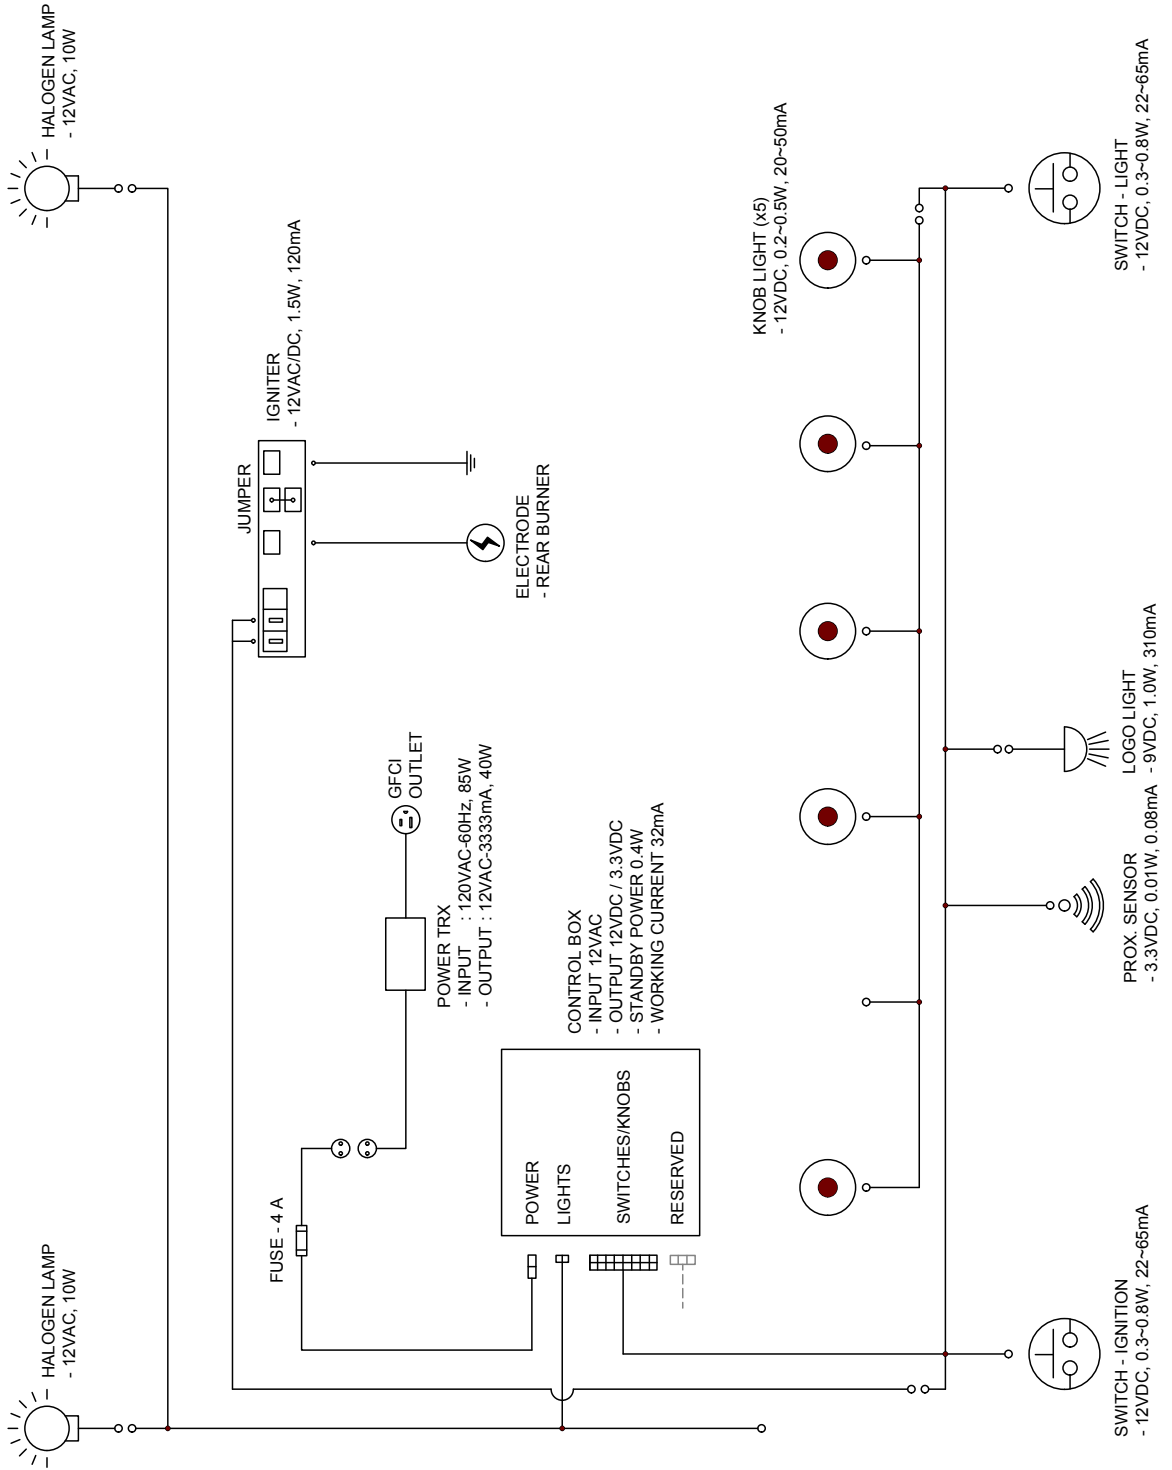 HALOGEN LAMP
- 12VAC, 10W
HALOGEN LAMP
- 12VAC, 10W
FUSE - 4 A
JUMPER
IGNITER
- 12VAC/DC, 1.5W, 120mA
GFCI
OUTLET
POWER TRX
- INPUT : 120VAC-60Hz, 85W
- OUTPUT : 12VAC-3333mA, 40W
ELECTRODE
- REAR BURNER
CONTROL BOX
- INPUT 12VAC
- OUTPUT 12VDC / 3.3VDC
- STANDBY POWER 0.4W
- WORKING CURRENT 32mA
POWER
LIGHTS
SWITCHES/KNOBS
RESERVED
KNOB LIGHT (x5)
- 12VDC, 0.2~0.5W, 20~50mA
SWITCH - IGNITION
- 12VDC, 0.3~0.8W, 22~65mA
PROX. SENSOR
- 3.3VDC, 0.01W, 0.08mA
LOGO LIGHT
- 9VDC, 1.0W, 310mA
SWITCH - LIGHT
- 12VDC, 0.3~0.8W, 22~65mA